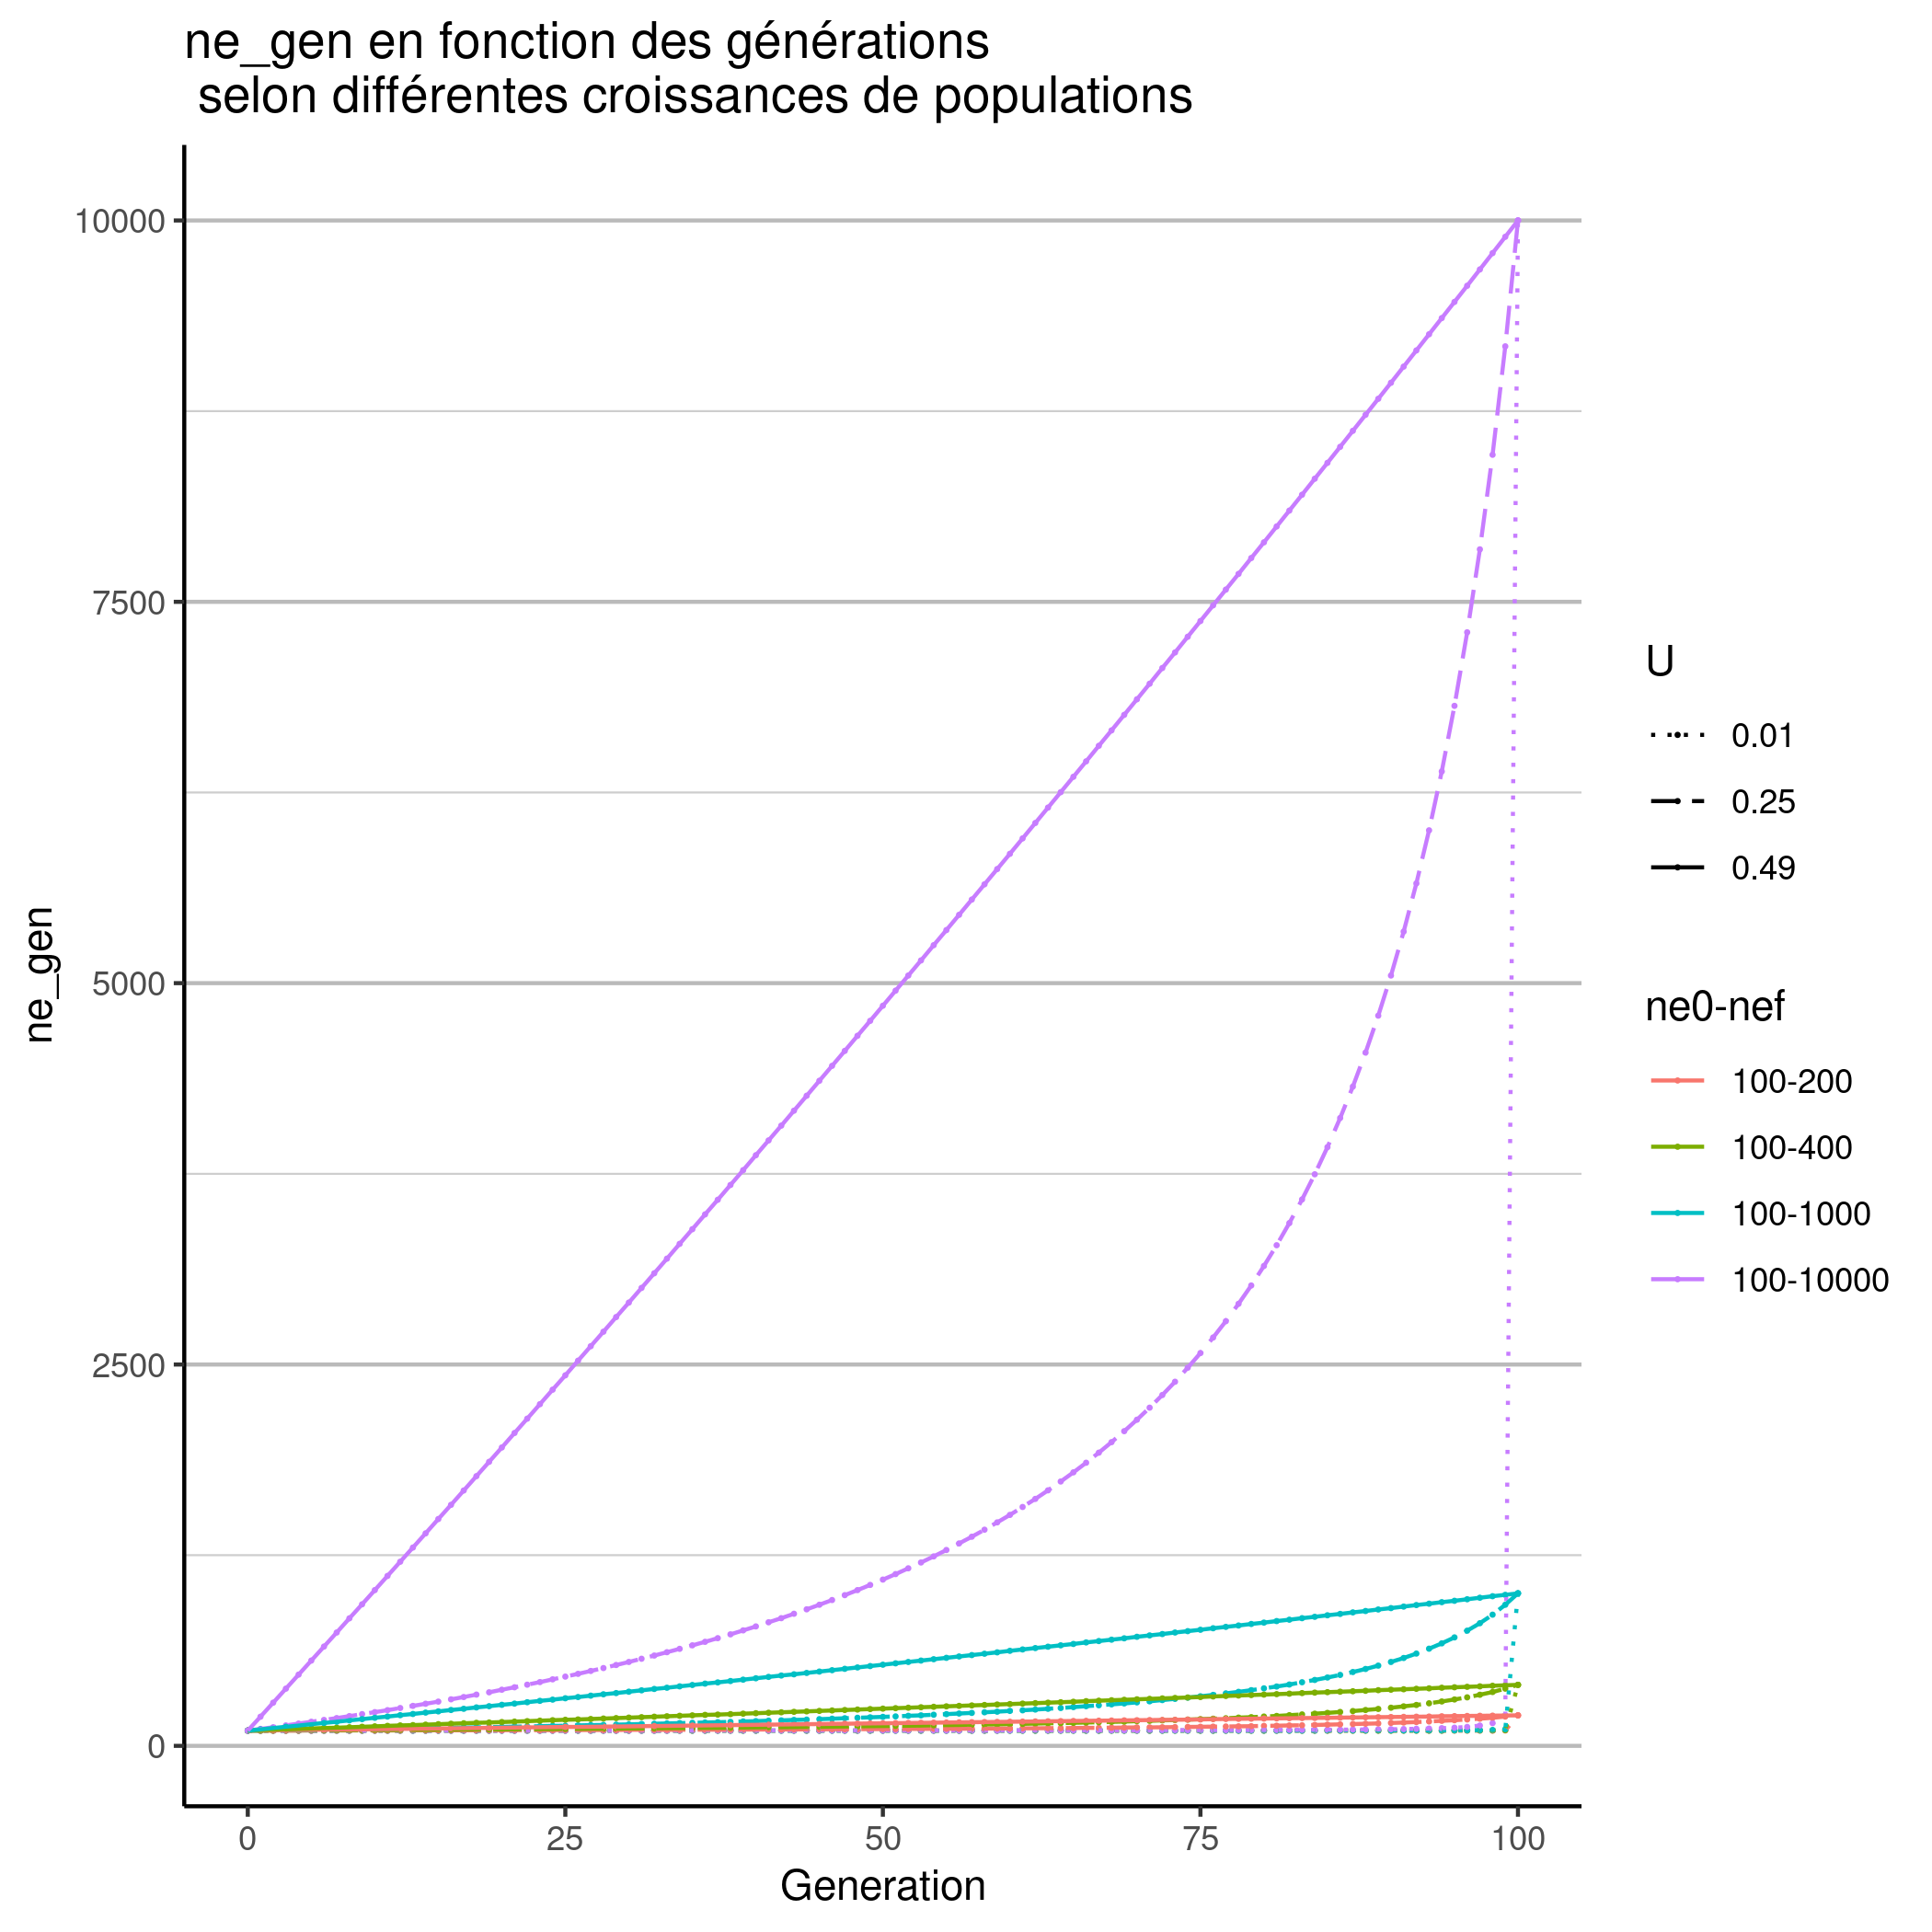 ne_gen en fonction des générations
selon différentes croissances de populations
10000
7500
5000
2500
0
ne_gen
0 25 50 75 100
Generation
U
0.01
0.25
0.49
ne0-nef
100-200
100-400
100-1000
100-10000